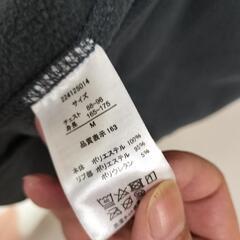 224125014
サイズ
チェスト 88-96
身長 165-175
M
品質表示 163
本体 ポリエステル 100%
リブ部 ポリエステル 95%
ポリウレタン 5%